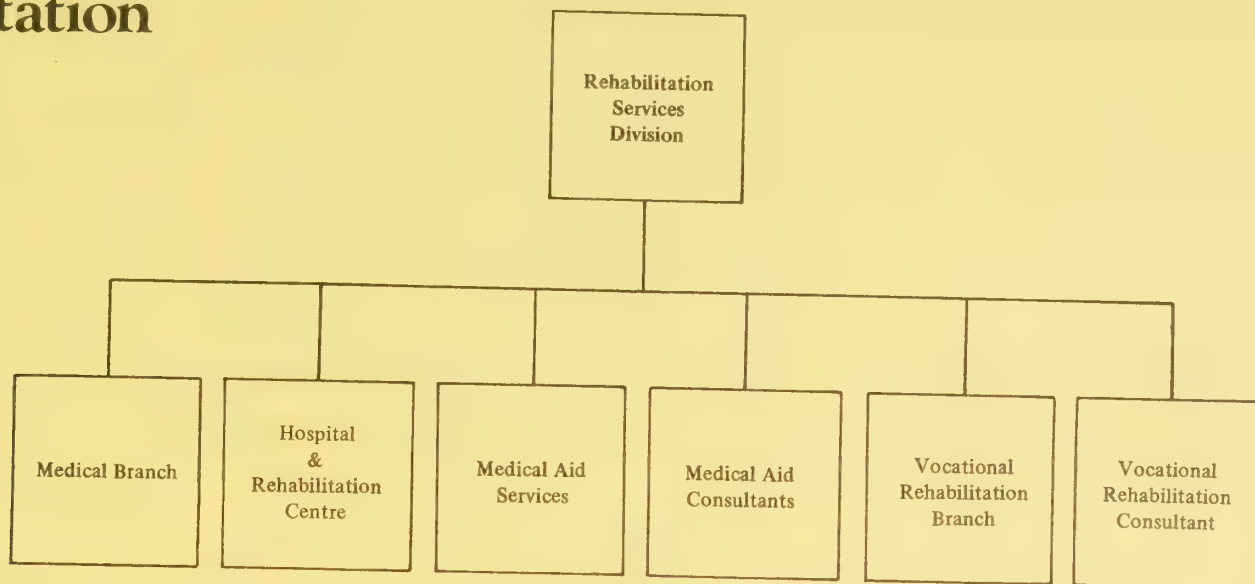 tation
Rehabilitation
Services
Division
Medical Branch
Hospital
&
Rehabilitation
Centre
Medical Aid
Services
Medical Aid
Consultants
Vocational
Rehabilitation
Branch
Vocational
Rehabilitation
Consultant